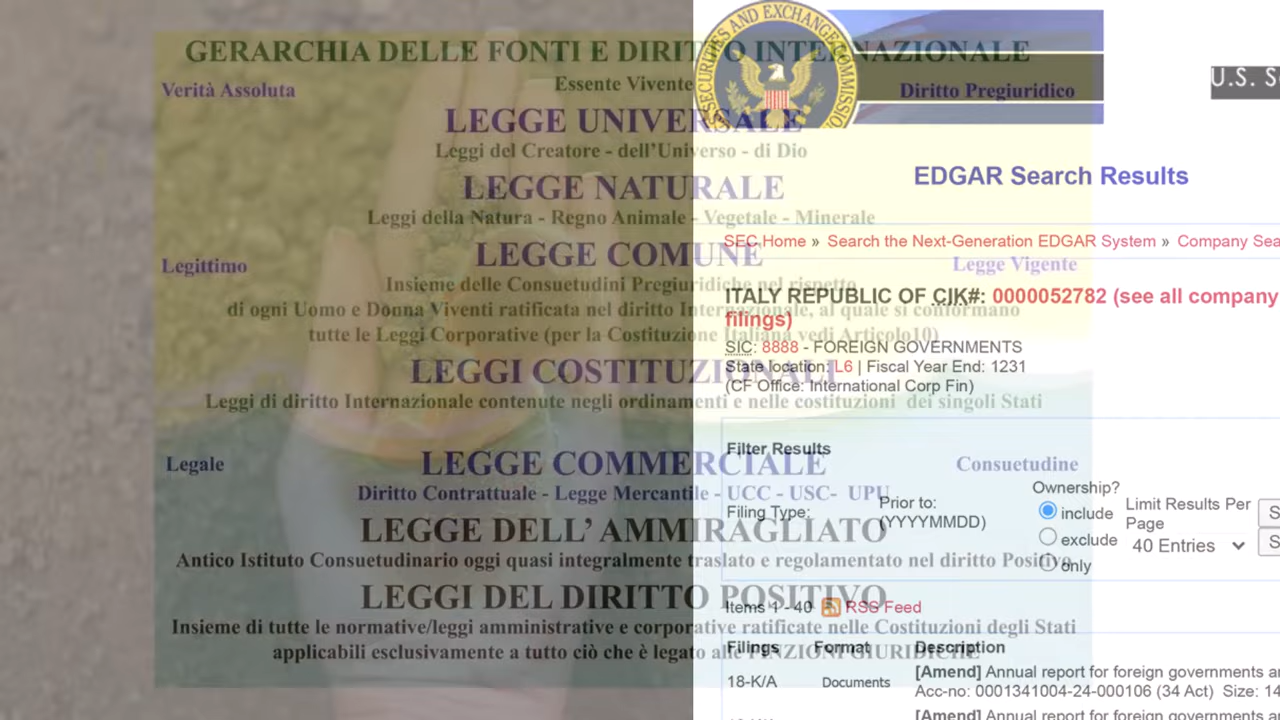 GERARCHIA DELLE FONTI E DIRITTO INTERNAZIONALE
Essente Vivente
Verità Assoluta
Diritto Pregiuridico
LEGGE UNIVERSALE
Leggi del Creatore - dell'Universo - di Dio
LEGGE NATURALE
Leggi della Natura - Regno Animale - Vegetale - Minerale
LEGGE COMUNE
Legittimo
Legge Vigente
Insieme delle Consuetudini Pregiuridiche nel rispetto
di ogni Uomo e Donna Viventi ratificata nel diritto Internazionale, al quale si conformano
tutte le Leggi Corporative (per la Costituzione Italiana vedi Articolo10)
LEGGI COSTITUZIONALI
Leggi di diritto Internazionale contenute negli ordinamenti e nelle costituzioni dei singoli Stati
Legale
LEGGE COMMERCIALE
Consuetudine
Diritto Contrattuale - Legge Mercantile - UCC - USC- UPU
LEGGE DELL' AMMIRAGLIATO
Antico Istituto Consuetudinario oggi quasi integralmente traslato e regolamentato nel diritto Positivo
LEGGI DEL DIRITTO POSITIVO
Insieme di tutte le normative/leggi amministrative e corporative ratificate nelle Costituzioni degli Stati
applicabili esclusivamente a tutto ciò che è legato alle FINZIONI GIURIDICHE
SECURITIES AND EXCHANGE COMMISSION
U.S. S
EDGAR Search Results
SEC Home » Search the Next-Generation EDGAR System » Company Sea
ITALY REPUBLIC OF CIK#: 0000052782 (see all company
filings)
SIC: 8888 - FOREIGN GOVERNMENTS
State location: L6 | Fiscal Year End: 1231
(CF Office: International Corp Fin)
Filter Results
Filing Type:
Prior to:
(YYYYMMDD)
Ownership?
include
exclude
only
Limit Results Per
Page
40 Entries
S
S
Items 1 - 40 RSS Feed
Filings Format Description
18-K/A Documents [Amend] Annual report for foreign governments a
Acc-no: 0001341004-24-000106 (34 Act) Size: 14